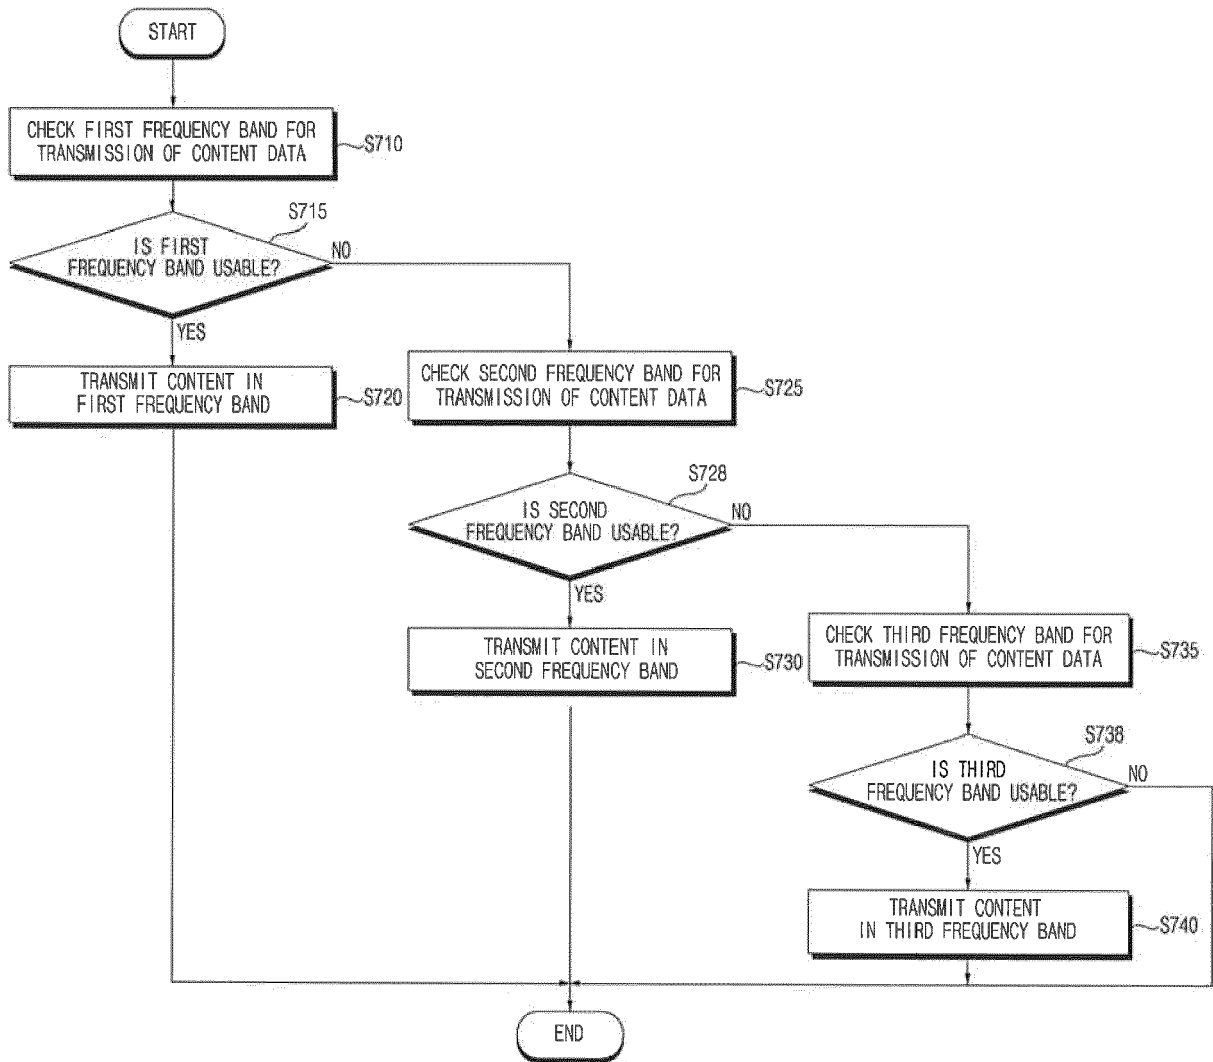 START
CHECK FIRST FREQUENCY BAND FOR
TRANSMISSION OF CONTENT DATA
S710
S715
IS FIRST
FREQUENCY BAND USABLE?
NO
YES
TRANSMIT CONTENT IN
FIRST FREQUENCY BAND
S720
CHECK SECOND FREQUENCY BAND FOR
TRANSMISSION OF CONTENT DATA
S725
S728
IS SECOND
FREQUENCY BAND USABLE?
NO
YES
TRANSMIT CONTENT IN
SECOND FREQUENCY BAND
S730
CHECK THIRD FREQUENCY BAND FOR
TRANSMISSION OF CONTENT DATA
S735
S738
IS THIRD
FREQUENCY BAND USABLE?
NO
YES
TRANSMIT CONTENT
IN THIRD FREQUENCY BAND
S740
END